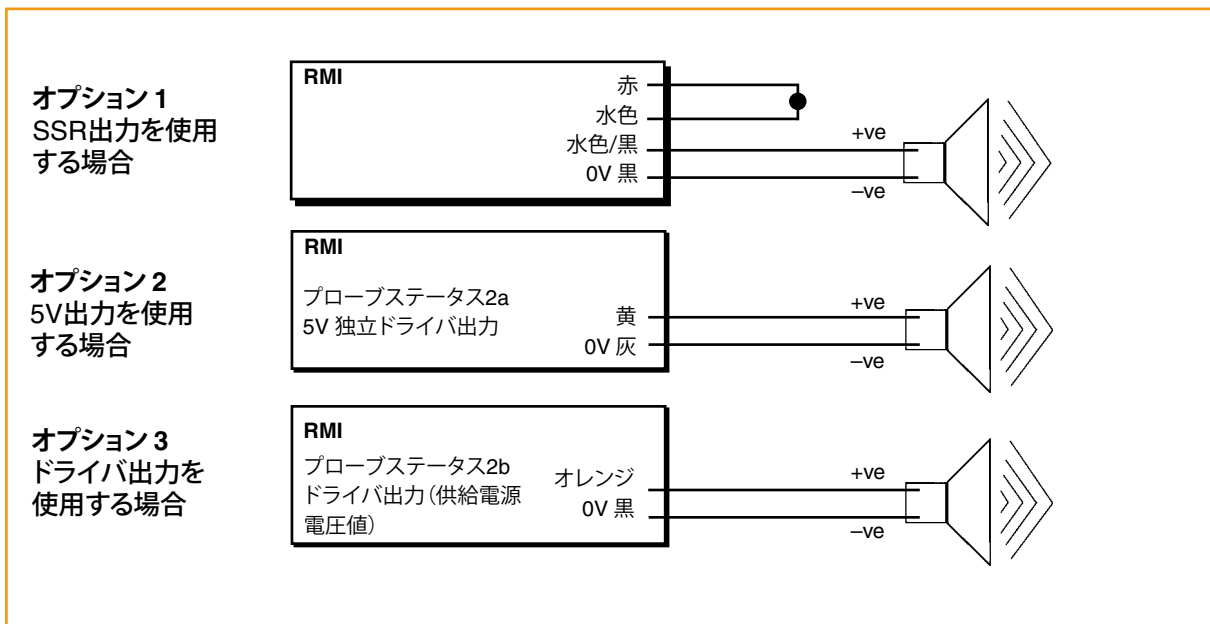 オプション 1
SSR出力を使用
する場合
RMI
赤
水色
水色/黒
0V 黒
+ve
–ve
オプション 2
5V出力を使用
する場合
RMI
プローブステータス2a
5V 独立ドライバ出力
黄
0V 灰
+ve
–ve
オプション 3
ドライバ出力を
使用する場合
RMI
プローブステータス2b
ドライバ出力（供給電源
電圧値）
オレンジ
0V 黒
+ve
–ve